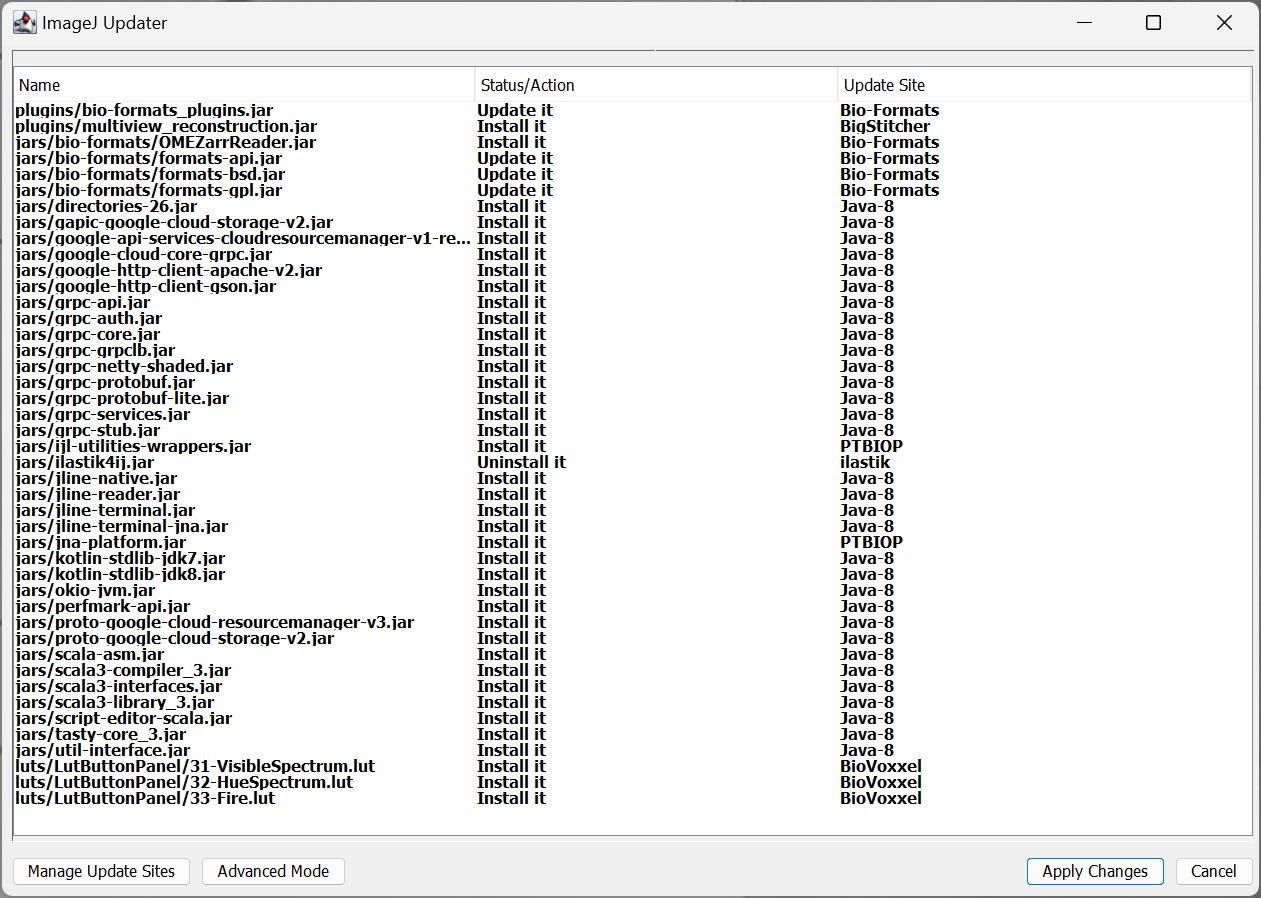 ImageJ Updater
Name Status/Action Update Site
plugins/bio-formats_plugins.jar Update it Bio-Formats
plugins/multiview_reconstruction.jar Install it BigStitcher
jars/bio-formats/OMEZarrReader.jar Install it Bio-Formats
jars/bio-formats/formats-api.jar Update it Bio-Formats
jars/bio-formats/formats-bsd.jar Update it Bio-Formats
jars/bio-formats/formats-gpl.jar Update it Bio-Formats
jars/directories-26.jar Install it Java-8
jars/gapic-google-cloud-storage-v2.jar Install it Java-8
jars/google-api-services-cloudresourcemanager-v1-re... Install it Java-8
jars/google-cloud-core-grpc.jar Install it Java-8
jars/google-http-client-apache-v2.jar Install it Java-8
jars/google-http-client-gson.jar Install it Java-8
jars/grpc-api.jar Install it Java-8
jars/grpc-auth.jar Install it Java-8
jars/grpc-core.jar Install it Java-8
jars/grpc-grpclb.jar Install it Java-8
jars/grpc-netty-shaded.jar Install it Java-8
jars/grpc-protobuf.jar Install it Java-8
jars/grpc-protobuf-lite.jar Install it Java-8
jars/grpc-services.jar Install it Java-8
jars/grpc-stub.jar Install it Java-8
jars/ijl-utilities-wrappers.jar Install it PTBIOP
jars/ilastik4ij.jar Uninstall it ilastik
jars/jline-native.jar Install it Java-8
jars/jline-reader.jar Install it Java-8
jars/jline-terminal.jar Install it Java-8
jars/jline-terminal-jna.jar Install it Java-8
jars/jna-platform.jar Install it PTBIOP
jars/kotlin-stdlib-jdk7.jar Install it Java-8
jars/kotlin-stdlib-jdk8.jar Install it Java-8
jars/okio-jvm.jar Install it Java-8
jars/perfmark-api.jar Install it Java-8
jars/proto-google-cloud-resourcemanager-v3.jar Install it Java-8
jars/proto-google-cloud-storage-v2.jar Install it Java-8
jars/scala-asm.jar Install it Java-8
jars/scala3-compiler_3.jar Install it Java-8
jars/scala3-interfaces.jar Install it Java-8
jars/scala3-library_3.jar Install it Java-8
jars/script-editor-scala.jar Install it Java-8
jars/tasty-core_3.jar Install it Java-8
jars/util-interface.jar Install it Java-8
luts/LutButtonPanel/31-VisibleSpectrum.lut Install it BioVoxxel
luts/LutButtonPanel/32-HueSpectrum.lut Install it BioVoxxel
luts/LutButtonPanel/33-Fire.lut Install it BioVoxxel
Manage Update Sites Advanced Mode Apply Changes Cancel